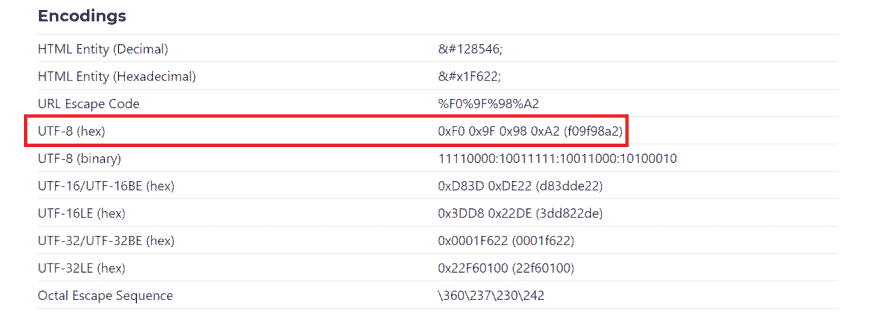 Encodings
HTML Entity (Decimal) &#128546;
HTML Entity (Hexadecimal) &#x1F622;
URL Escape Code %F0%9F%98%A2
UTF-8 (hex) 0xF0 0x9F 0x98 0xA2 (f09f98a2)
UTF-8 (binary) 11110000:10011111:10011000:10100010
UTF-16/UTF-16BE (hex) 0xD83D 0xDE22 (d83dde22)
UTF-16LE (hex) 0x3DD8 0x22DE (3dd822de)
UTF-32/UTF-32BE (hex) 0x0001F622 (0001f622)
UTF-32LE (hex) 0x22F60100 (22f60100)
Octal Escape Sequence \360\237\230\242